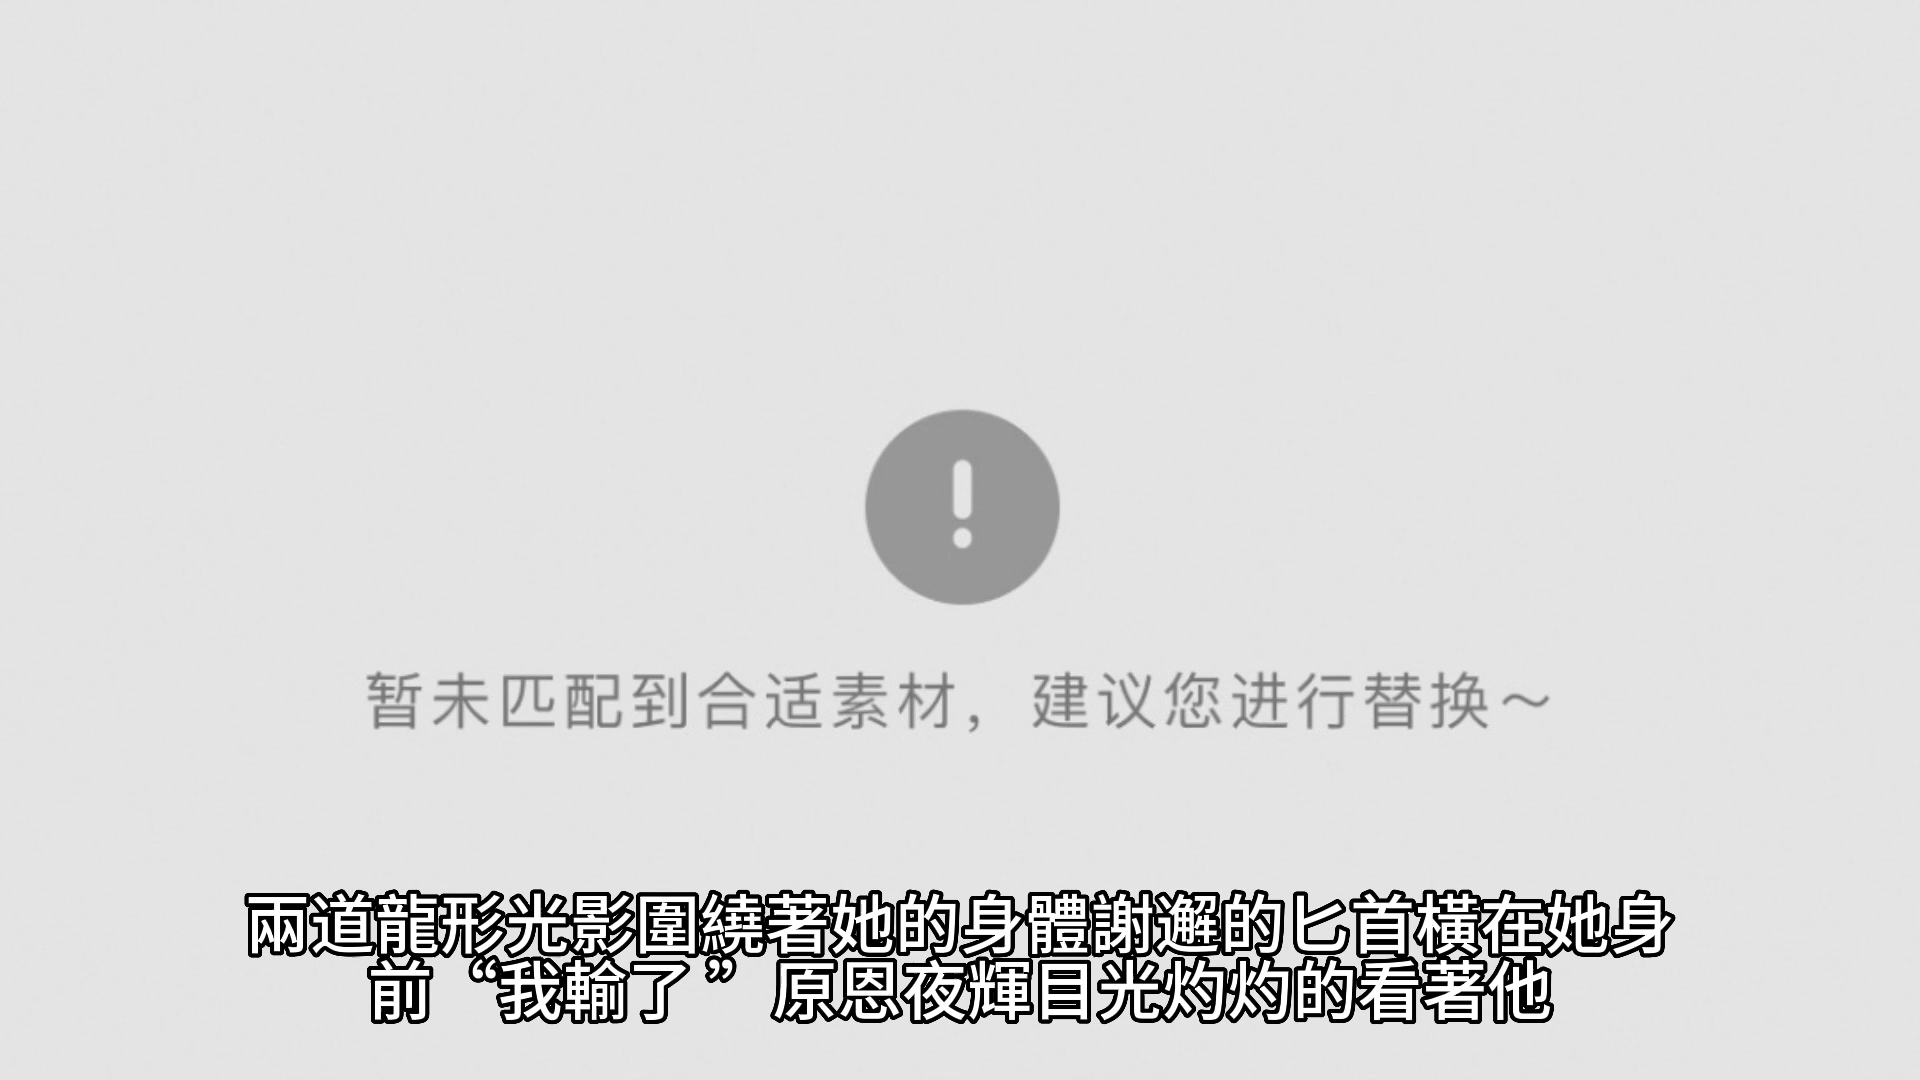 暂未匹配到合适素材，建议您进行替换～
兩道龍形光影圍繞著她的身體謝邂的匕首橫在她身
前“我輸了”原恩夜輝目光灼灼的看著他